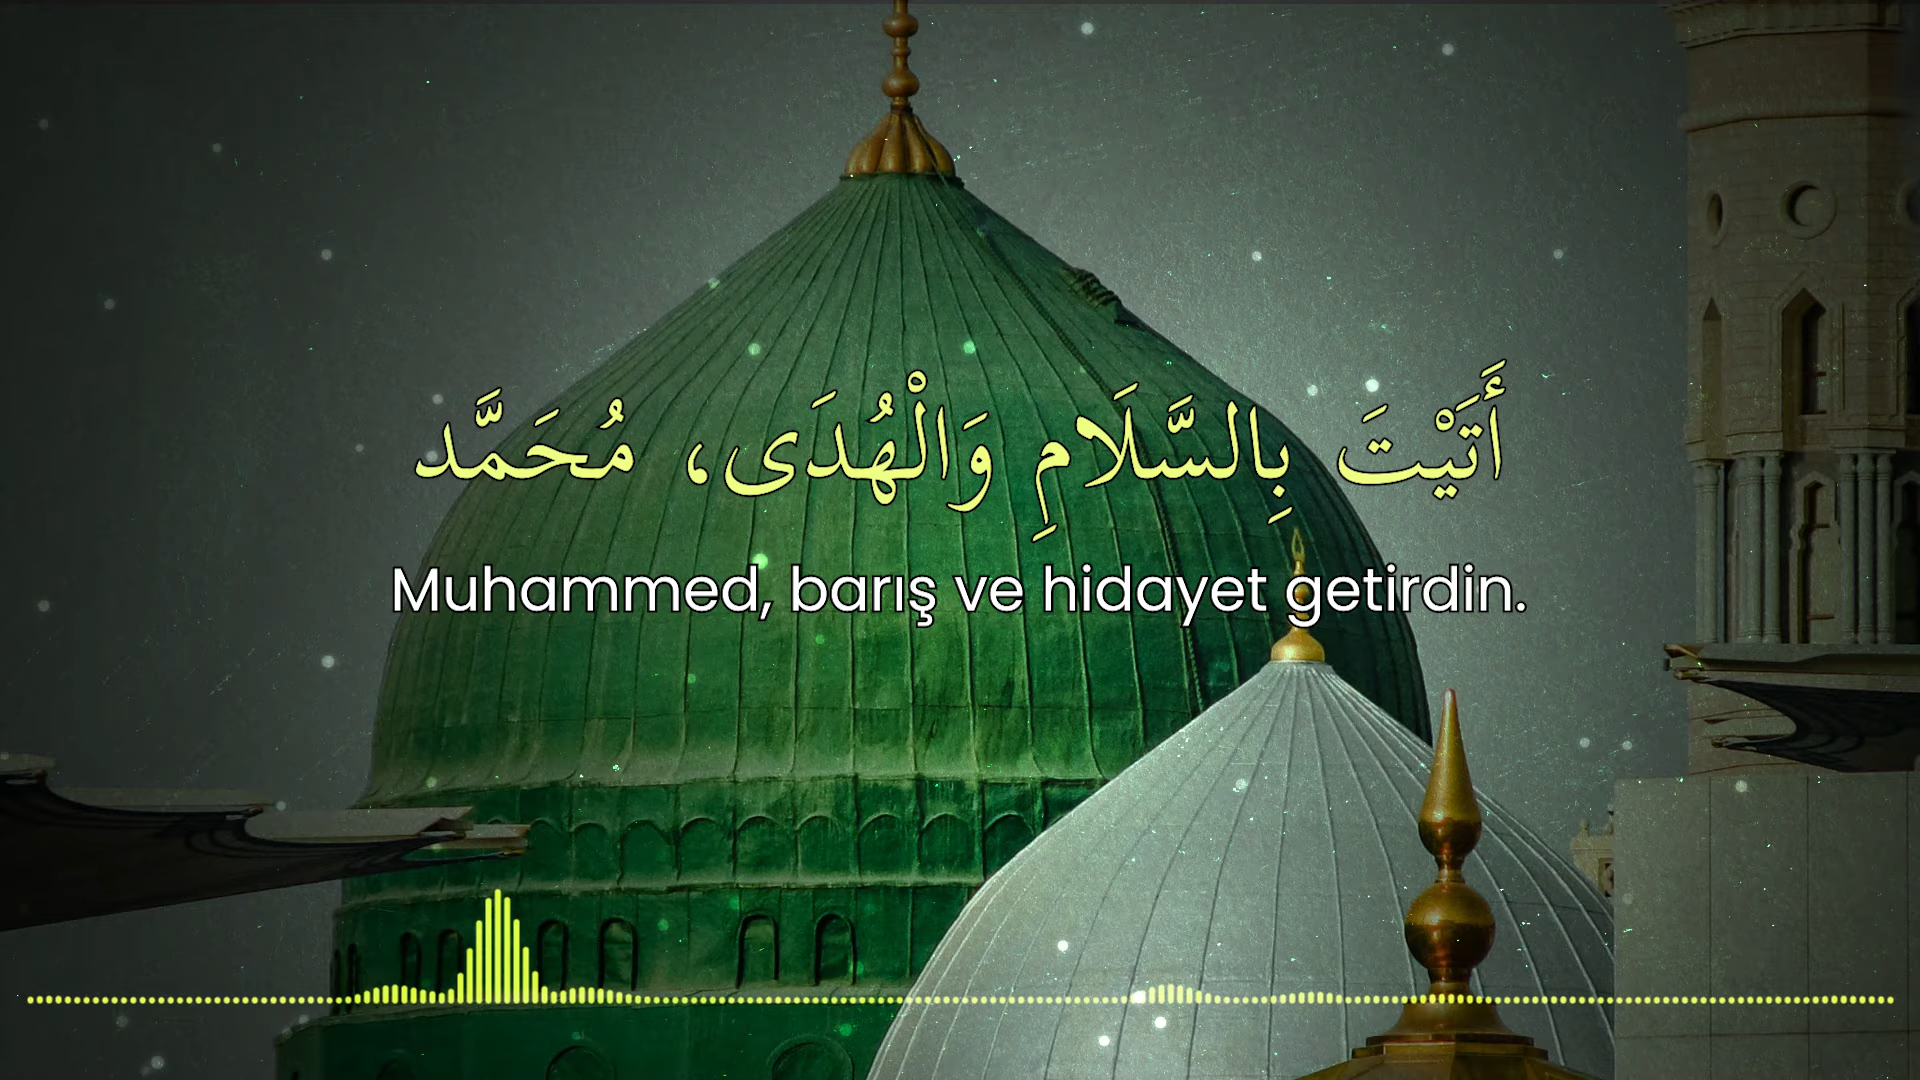 أَتَيْتَ بِالسَّلَامِ وَالْهُدَى، مُحَمَّد
Muhammed, barış ve hidayet getirdin.